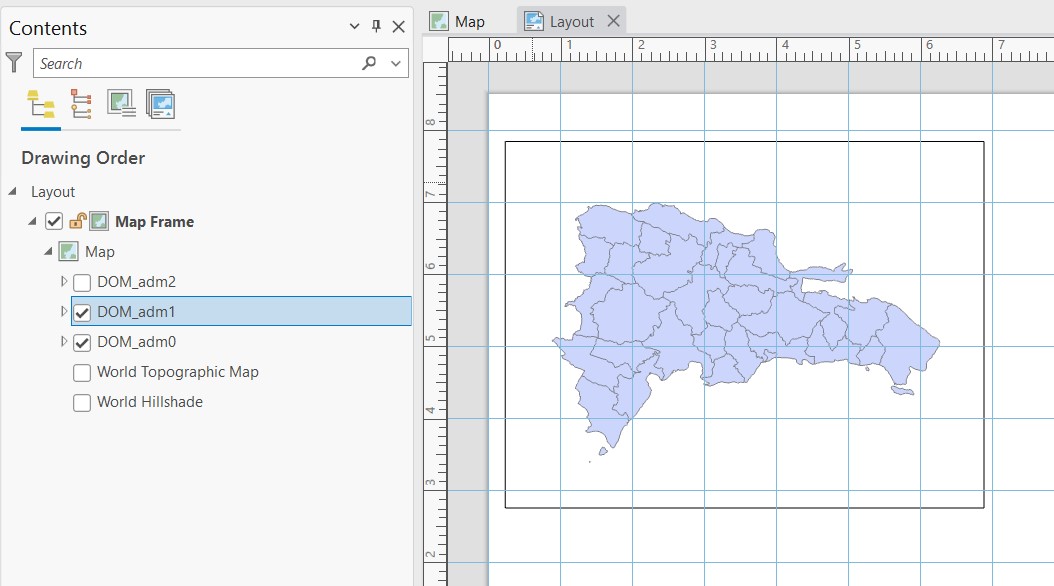 Contents
Search
Drawing Order
Layout
Map Frame
Map
DOM_adm2
DOM_adm1
DOM_adm0
World Topographic Map
World Hillshade
Map Layout
0 1 2 3 4 5 6 7
8
7
6
5
4
3
2